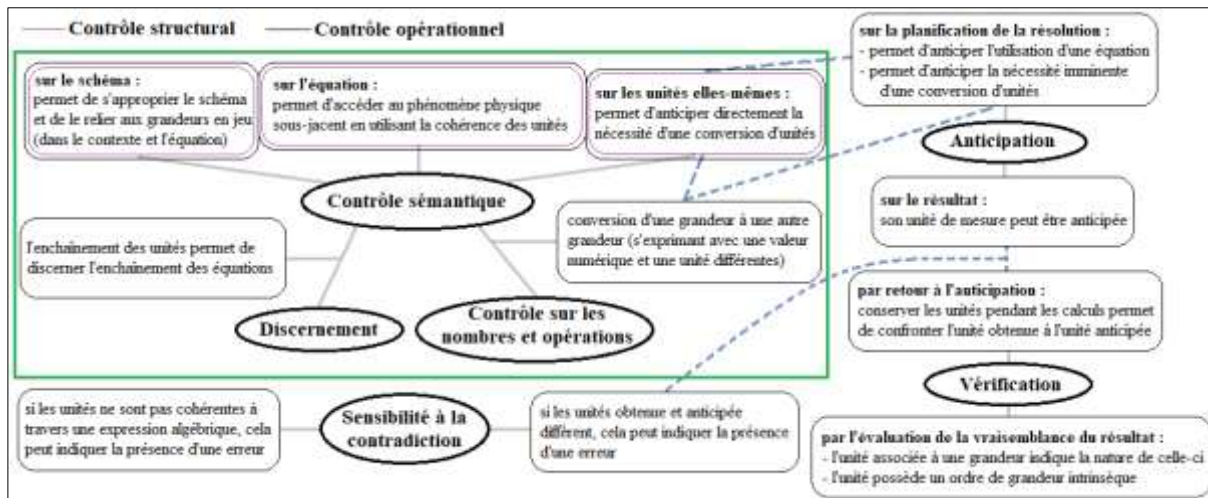 Contrôle structural
Contrôle opérationnel
sur le schéma :
permet de s'approprier le schéma
et de le relier aux grandeurs en jeu
(dans le contexte et l'équation)
sur l'équation :
permet d'accéder au phénomène physique
sous-jacent en utilisant la cohérence des unités
sur les unités elles-mêmes :
permet d'anticiper directement la
nécessité d'une conversion d'unités
sur la planification de la résolution :
- permet d'anticiper l'utilisation d'une équation
- permet d'anticiper la nécessité imminente
d'une conversion d'unités
Anticipation
Contrôle sémantique
sur le résultat :
son unité de mesure peut être anticipée
l'enchaînement des unités permet de
discerner l'enchaînement des équations
conversion d'une grandeur à une autre
grandeur (s'exprimant avec une valeur
numérique et une unité différentes)
par retour à l'anticipation :
conserver les unités pendant les calculs permet
de confronter l'unité obtenue à l'unité anticipée
Discernement
Contrôle sur les
nombres et opérations
Vérification
si les unités ne sont pas cohérentes à
travers une expression algébrique, cela
peut indiquer la présence d'une erreur
Sensibilité à la
contradiction
si les unités obtenue et anticipée
différent, cela peut indiquer la présence
d'une erreur
par l'évaluation de la vraisemblance du résultat :
- l'unité associée à une grandeur indique la nature de celle-ci
- l'unité possède un ordre de grandeur intrinsèque